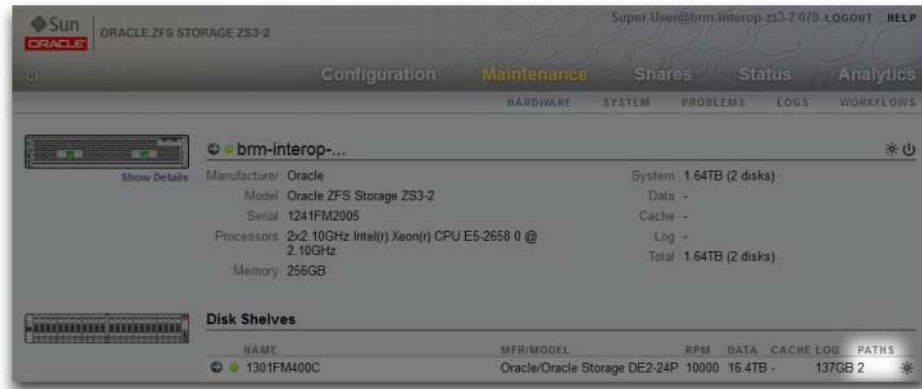 Sun
ORACLE
ORACLE ZFS STORAGE ZS3-2
Super-User@brm-interop-zs3-2-070 LOGOUT HELP
Configuration Maintenance Shares Status Analytics
HARDWARE SYSTEM PROBLEMS LOGS WORKFLOWS
brm-interop-...
Show Details
Manufacturer Oracle
Model Oracle ZFS Storage ZS3-2
Serial 1241FM2005
Processors 2x2.10GHz Intel(r) Xeon(r) CPU E5-2658 0 @
2.10GHz
Memory 256GB
System 1.64TB (2 disks)
Data -
Cache -
Log -
Total 1.64TB (2 disks)
Disk Shelves
NAME MFR/MODEL RPM DATA CACHE LOG PATHS
1301FM400C Oracle/Oracle Storage DE2-24P 10000 16.4TB - 137GB 2